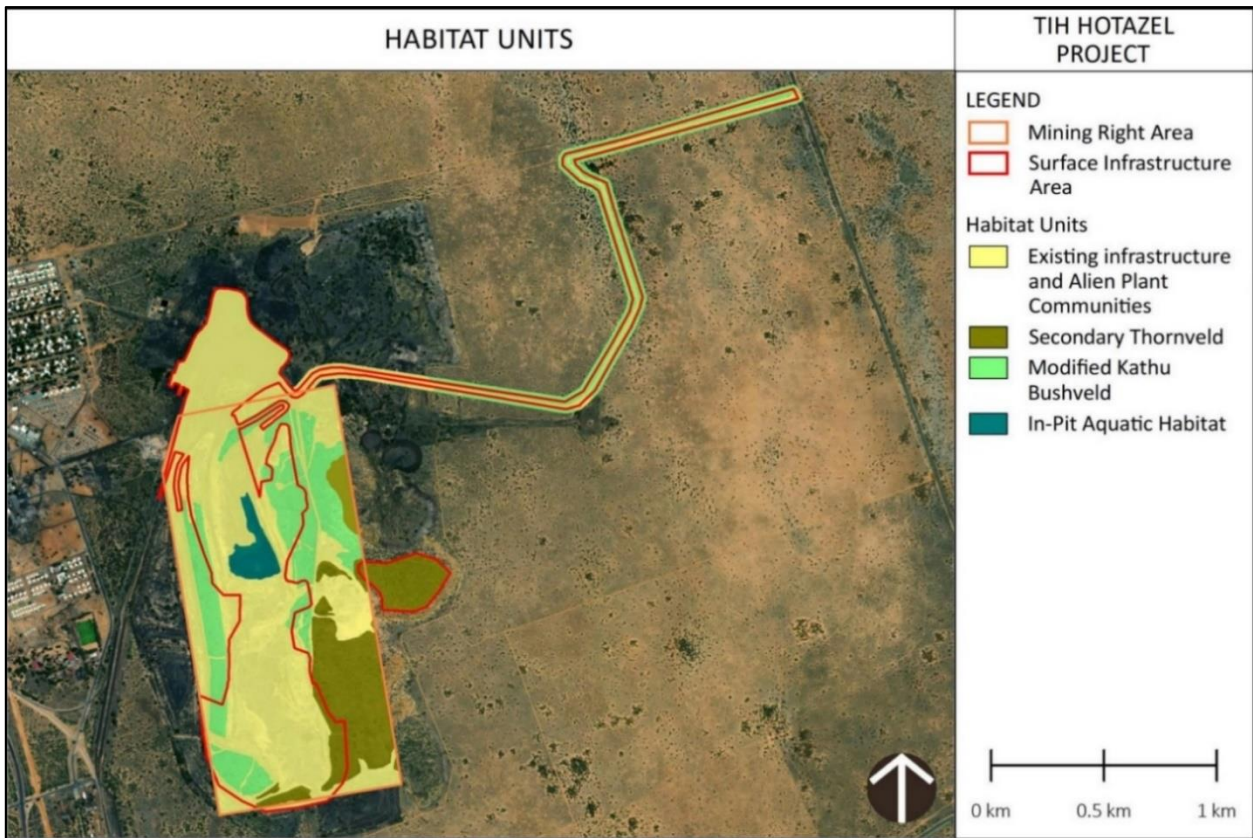 HABITAT UNITS
TIH HOTAZEL
PROJECT
LEGEND
Mining Right Area
Surface Infrastructure
Area
Habitat Units
Existing infrastructure
and Alien Plant
Communities
Secondary Thornveld
Modified Kathu
Bushveld
In-Pit Aquatic Habitat
0 km 0.5 km 1 km